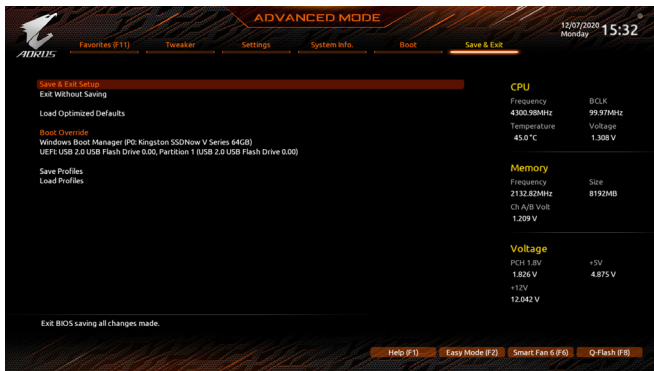 ADVANCED MODE
12/07/2020 Monday 15:32
AORUS
Favorites (F11) Tweaker Settings System Info. Boot Save & Exit
Save & Exit Setup
Exit Without Saving
Load Optimized Defaults
Boot Override
Windows Boot Manager (P0: Kingston SSDNow V Series 64GB)
UEFI: USB 2.0 USB Flash Drive 0.00, Partition 1 (USB 2.0 USB Flash Drive 0.00)
Save Profiles
Load Profiles
CPU
Frequency BCLK
4300.98MHz 99.97MHz
Temperature Voltage
45.0 °C 1.308 V
Memory
Frequency Size
2132.82MHz 8192MB
Ch A/B Volt
1.209 V
Voltage
PCH 1.8V +5V
1.826 V 4.875 V
+12V
12.042 V
Exit BIOS saving all changes made.
Help (F1) Easy Mode (F2) Smart Fan 6 (F6) Q-Flash (F8)